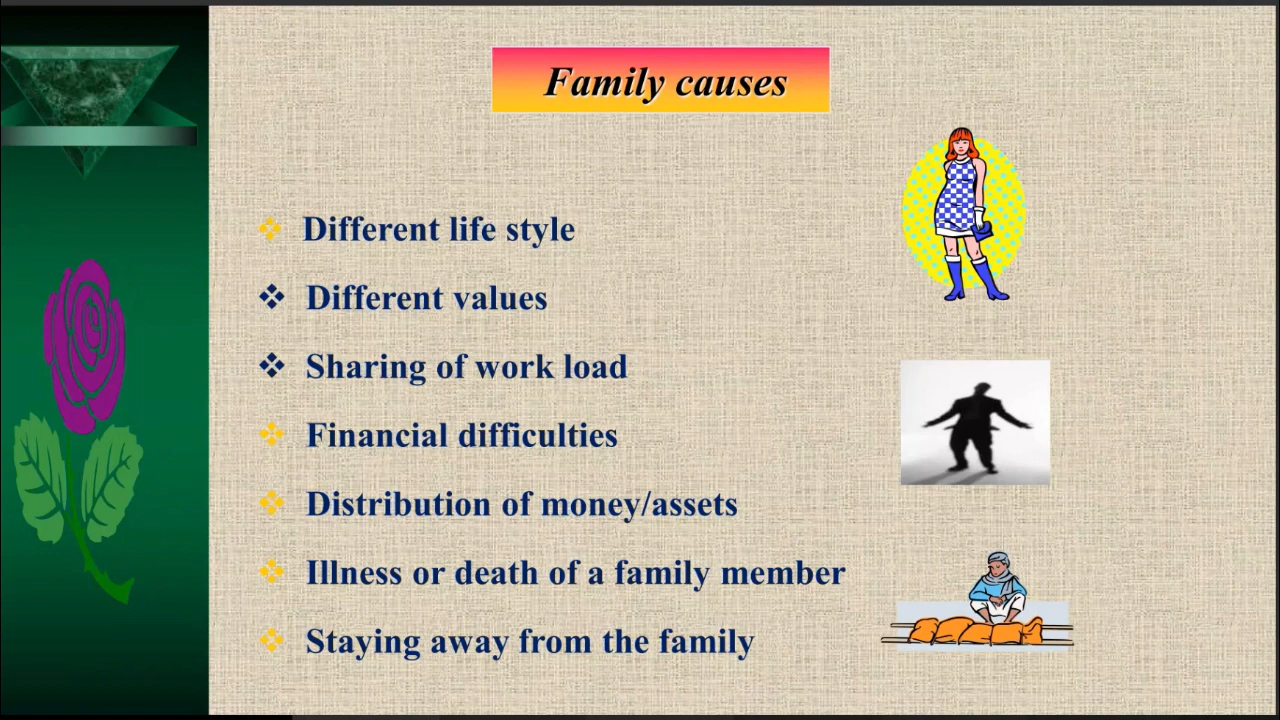 Family causes
Different life style
Different values
Sharing of work load
Financial difficulties
Distribution of money/assets
Illness or death of a family member
Staying away from the family